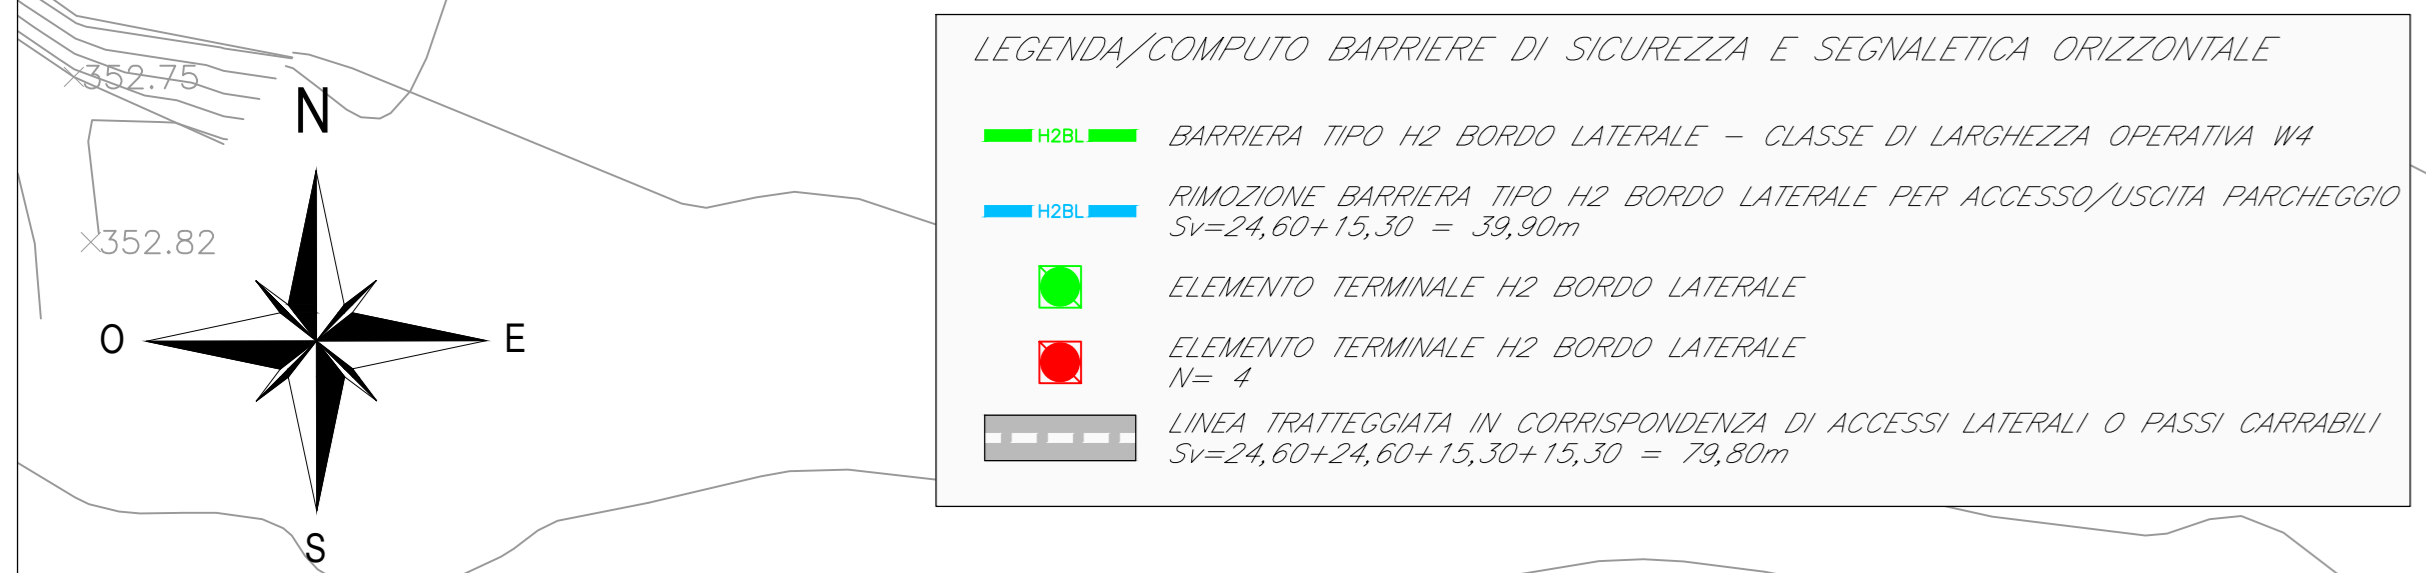 ×352.75
N
×352.82
O
E
S
LEGENDA/COMPUTO BARRIERE DI SICUREZZA E SEGNALETICA ORIZZONTALE
H2BL BARRIERA TIPO H2 BORDO LATERALE – CLASSE DI LARGHEZZA OPERATIVA W4
H2BL RIMOZIONE BARRIERA TIPO H2 BORDO LATERALE PER ACCESSO/USCITA PARCHEGGIO
Sv=24,60+15,30 = 39,90m
ELEMENTO TERMINALE H2 BORDO LATERALE
ELEMENTO TERMINALE H2 BORDO LATERALE
N= 4
LINEA TRATTEGGIATA IN CORRISPONDENZA DI ACCESSI LATERALI O PASSI CARRABILI
Sv=24,60+24,60+15,30+15,30 = 79,80m